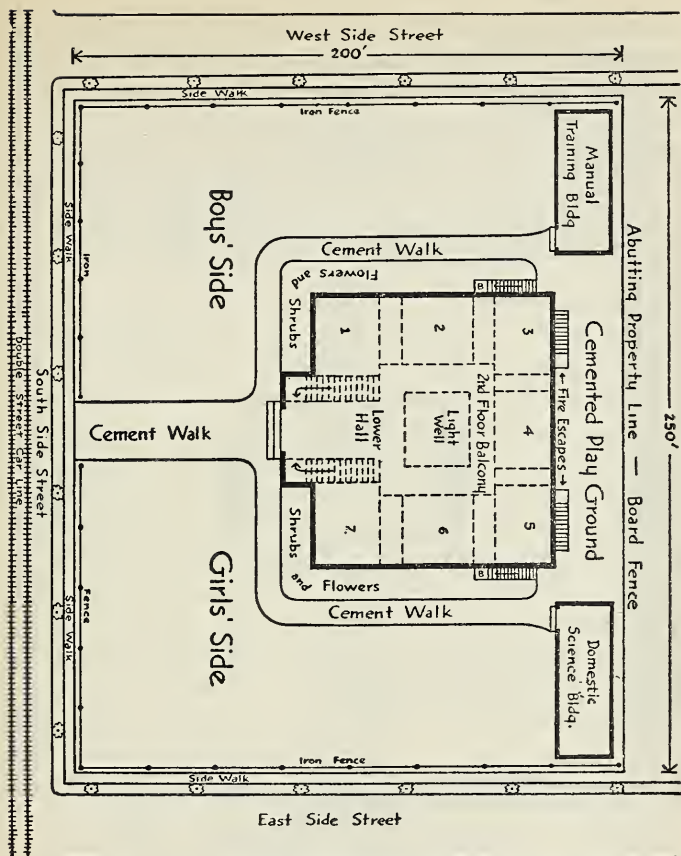 West Side Street
200'
Side Walk
Iron Fence
Manual
Training Bldg
Boys' Side
Side Walk
Iron
Cement Walk
Flowers and
Shrubs
B
1
2
3
Abutting Property Line — Board Fence
250'
Cemented Play Ground
← Fire Escapes →
2nd Floor Balcony
4
Light
Well
Lower
Hall
Cement Walk
South Side Street
Double Street Car Line
7.
6
5
B
Shrubs
and Flowers
Cement Walk
Girls' Side
Fence
Side Walk
Domestic
Science Bldg.
Iron Fence
Side Walk
East Side Street